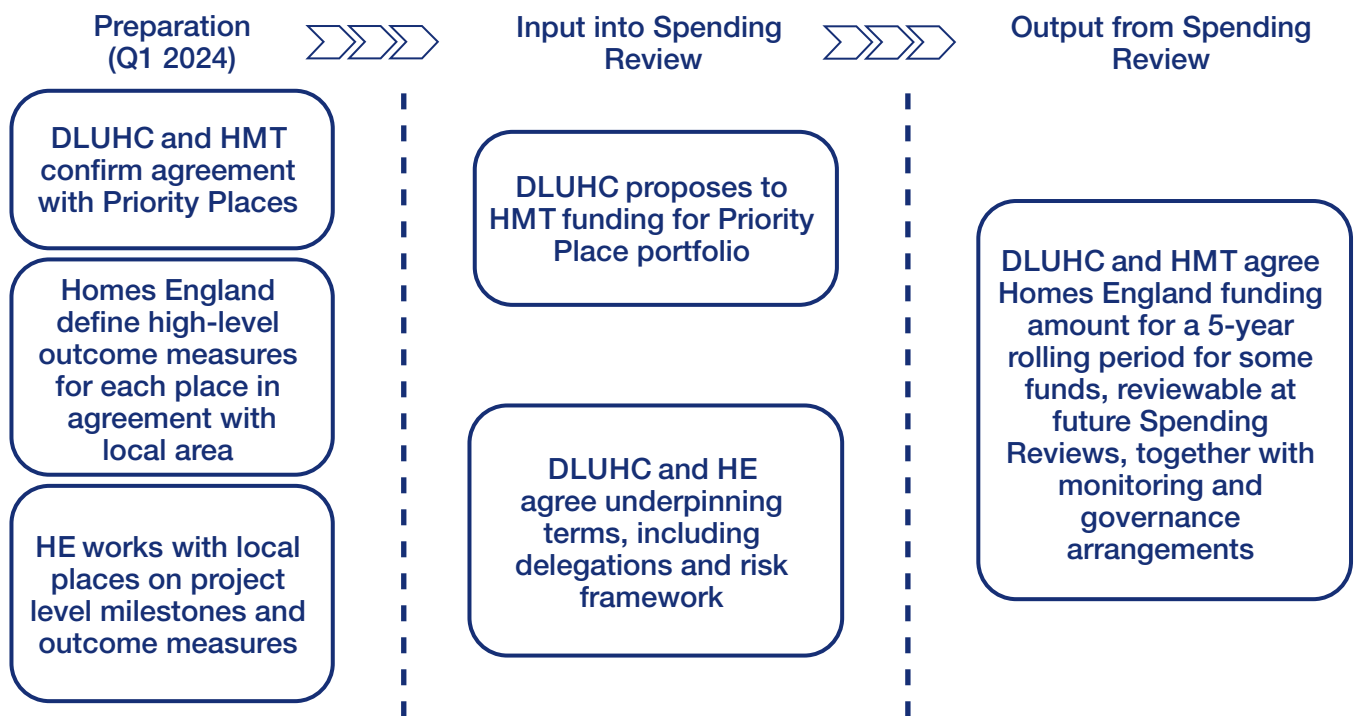 Preparation
(Q1 2024)
DLUHC and HMT
confirm agreement
with Priority Places
Homes England
define high-level
outcome measures
for each place in
agreement with
local area
HE works with local
places on project
level milestones and
outcome measures
Input into Spending
Review
DLUHC proposes to
HMT funding for Priority
Place portfolio
DLUHC and HE
agree underpinning
terms, including
delegations and risk
framework
Output from Spending
Review
DLUHC and HMT agree
Homes England funding
amount for a 5-year
rolling period for some
funds, reviewable at
future Spending
Reviews, together with
monitoring and
governance
arrangements